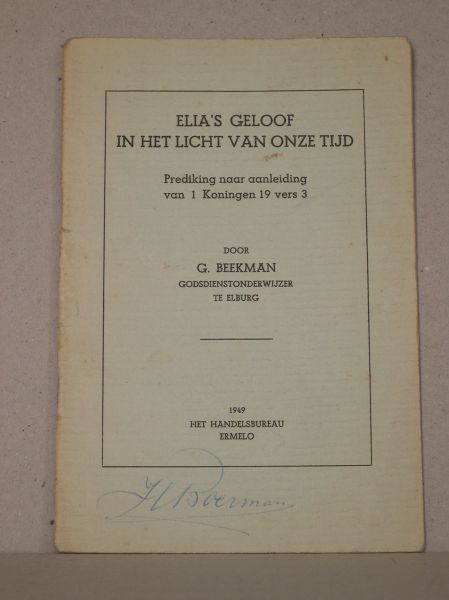 ELIA'S GELOOF
IN HET LICHT VAN ONZE TIJD
Prediking naar aanleiding
van 1 Koningen 19 vers 3
DOOR
G. BEEKMAN
GODSDIENSTONDERWIJZER
TE ELBURG
1949
HET HANDELSBUREAU
ERMELO